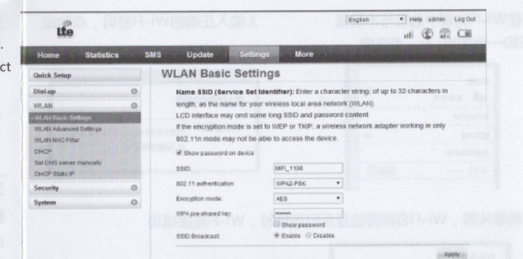 English Help admin Log Out
lte
Home Statistics SMS Update Settings More
Quick Setup
Dial-up
WLAN
WLAN Basic Settings
WLAN Advanced Settings
WLAN MAC Filter
DHCP
Set DNS server manually
DHCP Static IP
Security
System
ect
WLAN Basic Settings
Name SSID (Service Set Identifier): Enter a character string, of up to 32 characters in
length, as the name for your wireless local area network (WLAN).
LCD interface may omit some long SSID and password content
If the encryption mode is set to WEP or TKIP, a wireless network adapter working in only
802.11n mode may not be able to access the device.
Show password on device
SSID: MIFI_1108
802.11 authentication: WPA2-PSK
Encryption mode: AES
WPA pre-shared key: ••••••••
Show password
SSID Broadcast: Enable Disable
Apply